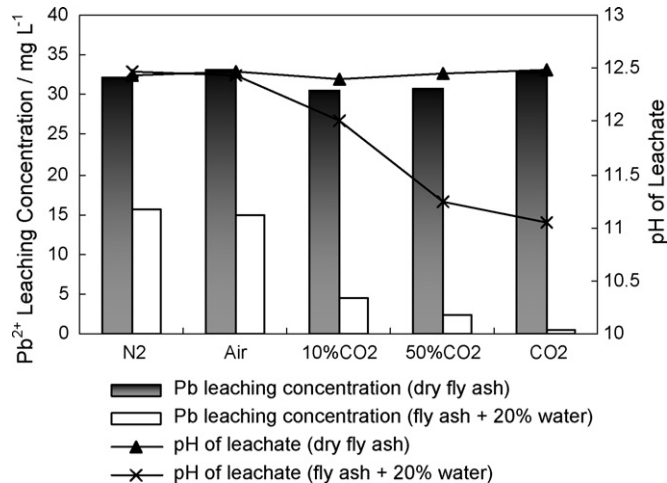 Pb2+ Leaching Concentration / mg L-1
40
35
30
25
20
15
10
5
0
13
12.5
12
11.5
11
10.5
10
pH of Leachate
N2 Air 10%CO2 50%CO2 CO2
Pb leaching concentration (dry fly ash)
Pb leaching concentration (fly ash + 20% water)
pH of leachate (dry fly ash)
pH of leachate (fly ash + 20% water)